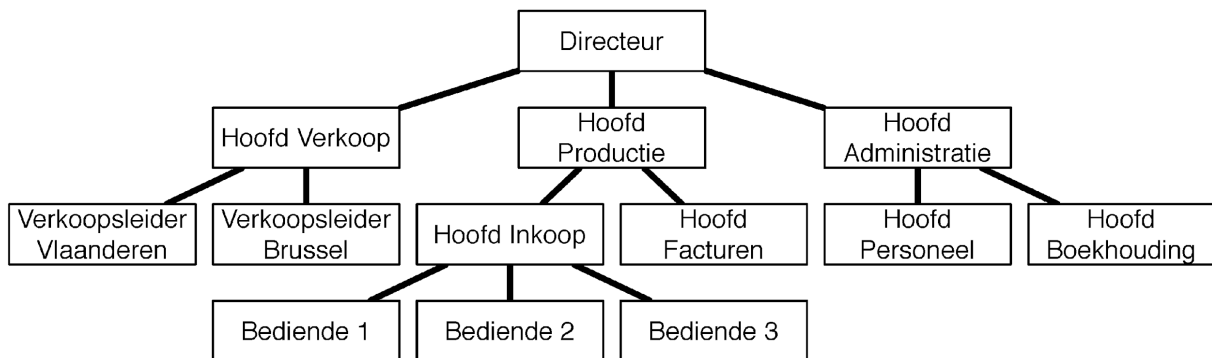 Directeur
Hoofd Verkoop
Hoofd
Productie
Hoofd
Administratie
Verkoopsleider
Vlaanderen
Verkoopsleider
Brussel
Hoofd Inkoop
Hoofd
Facturen
Hoofd
Personeel
Hoofd
Boekhouding
Bediende 1
Bediende 2
Bediende 3